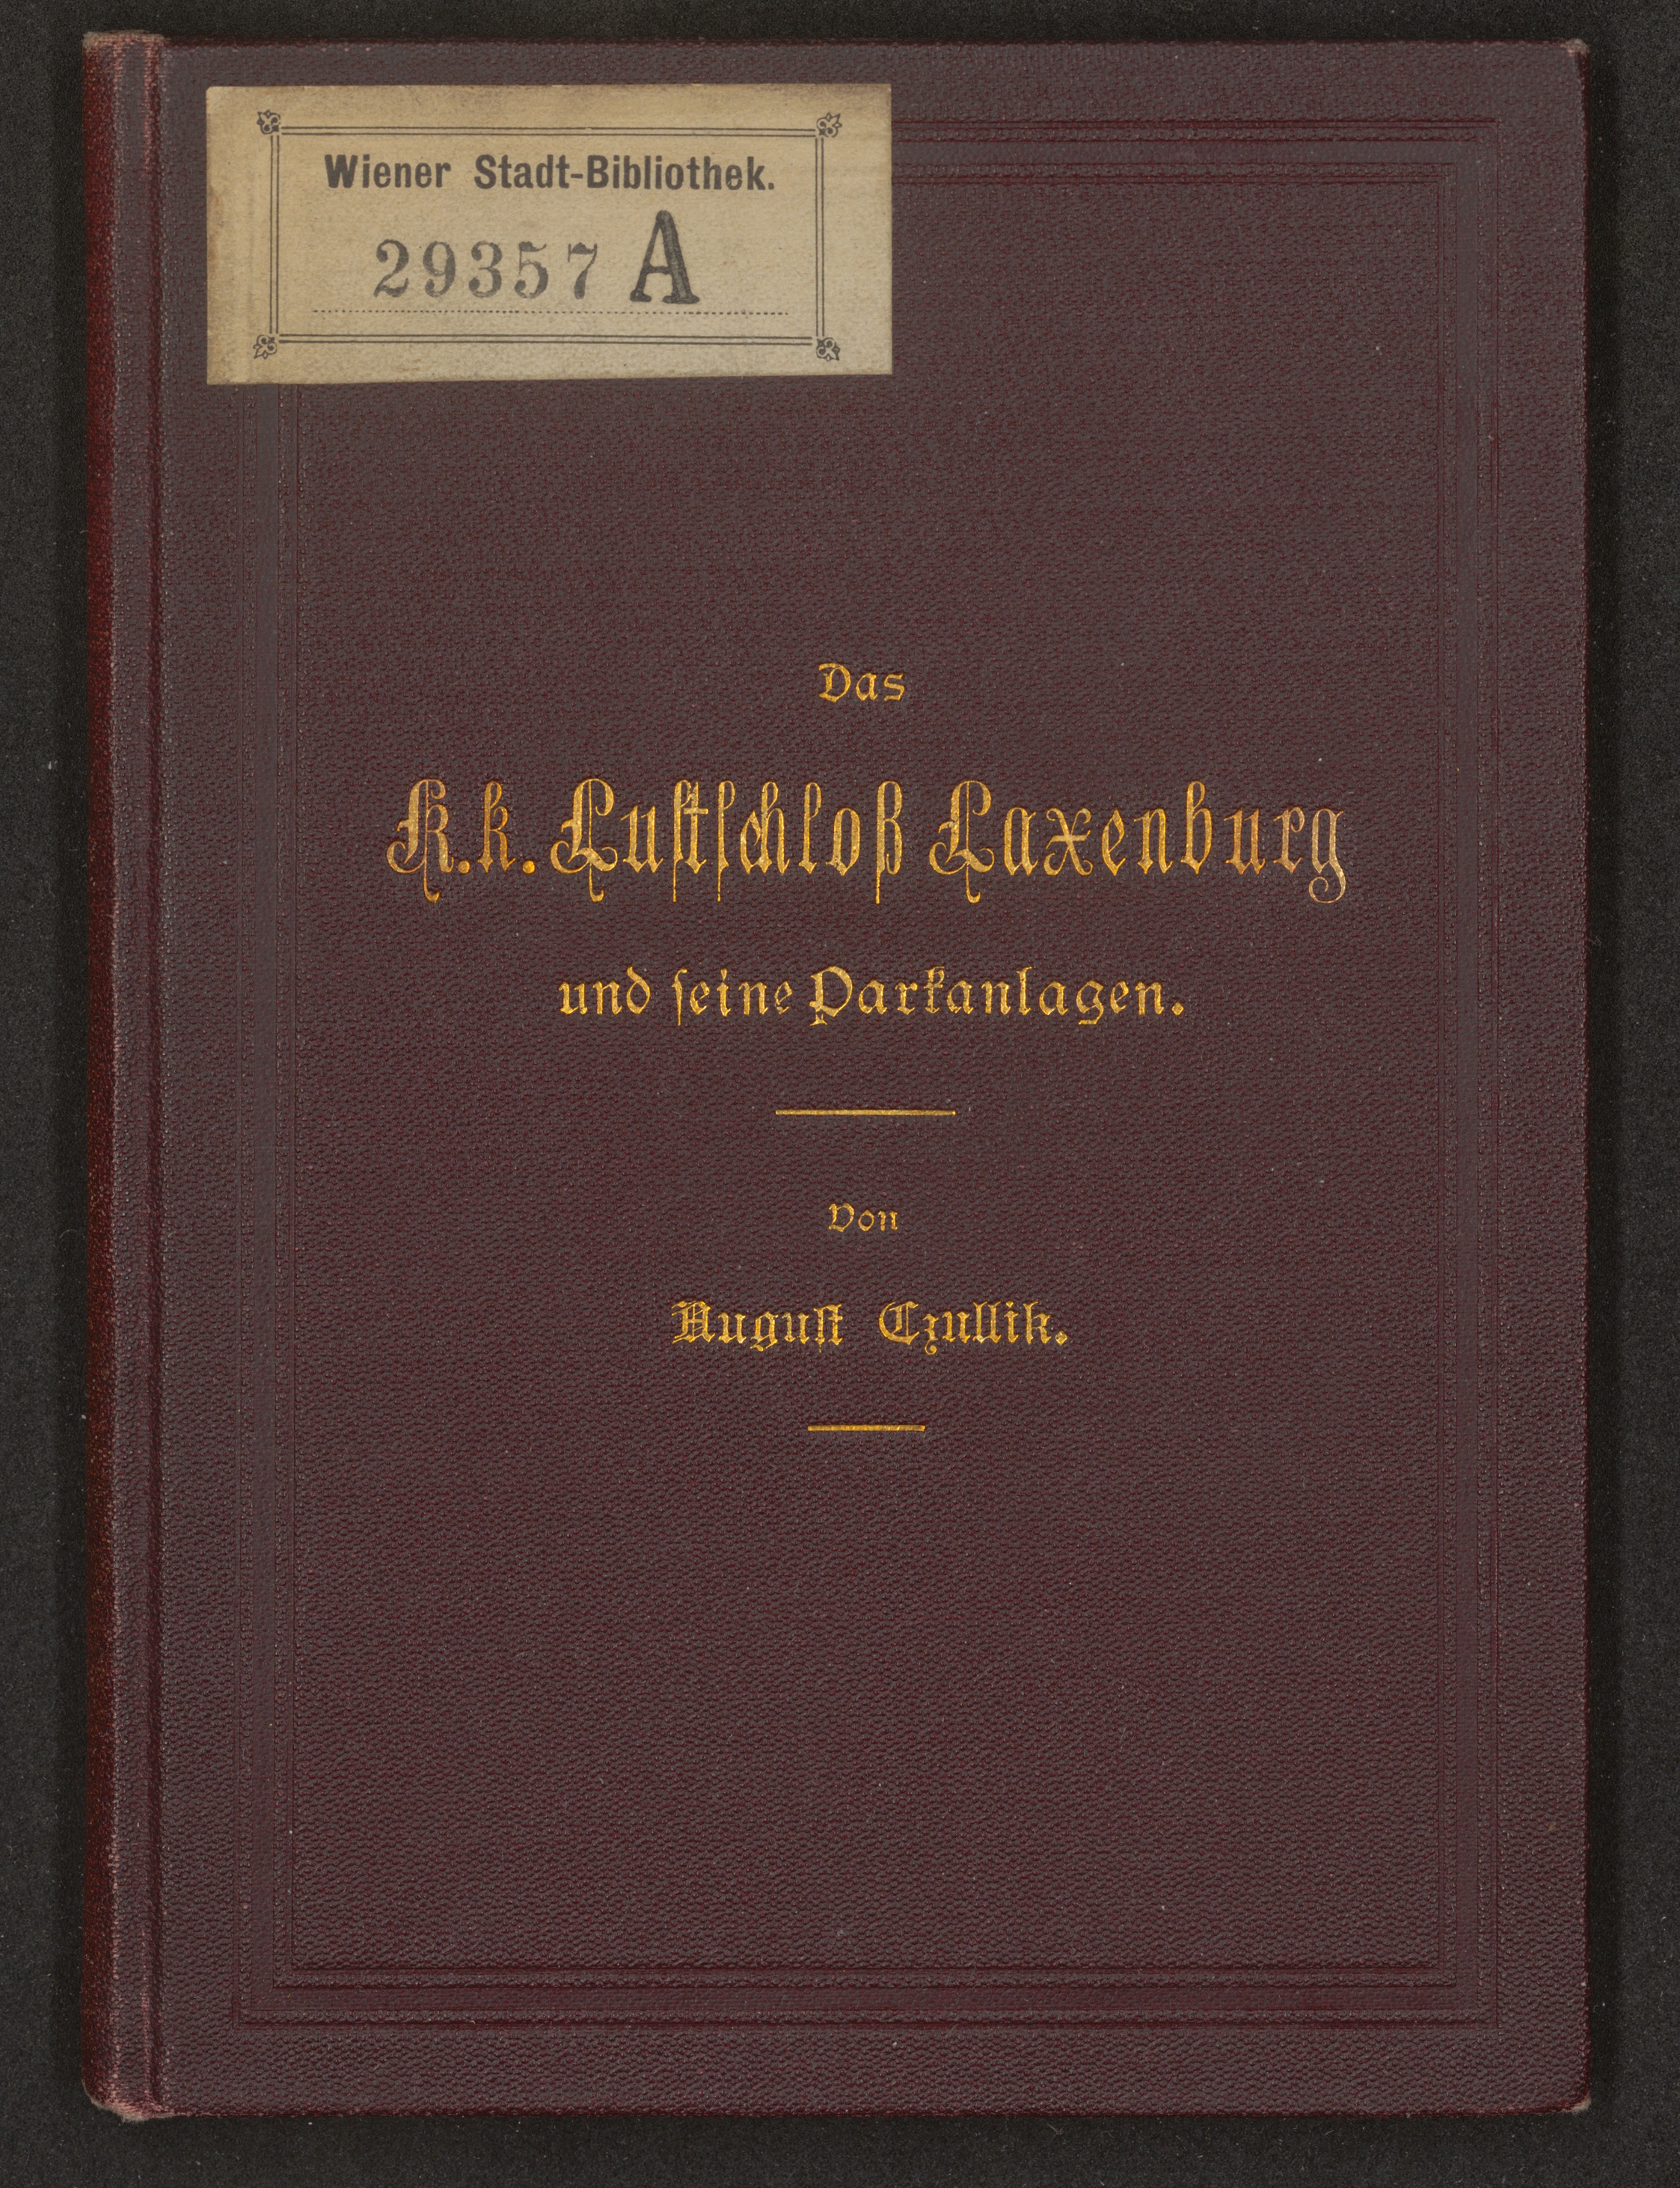 Wiener Stadt-Bibliothek.
29357 A
Das
K.k. Luſtſchloß Laxenburg
und ſeine Parkanlagen.
Von
Auguſt Czullik.